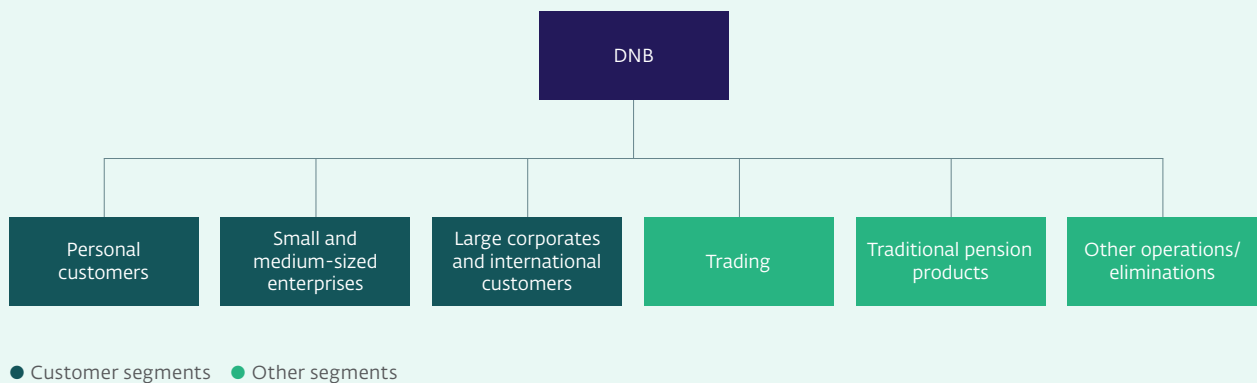 DNB
Personal
customers
Small and
medium-sized
enterprises
Large corporates
and international
customers
Trading
Traditional pension
products
Other operations/
eliminations
Customer segments
Other segments